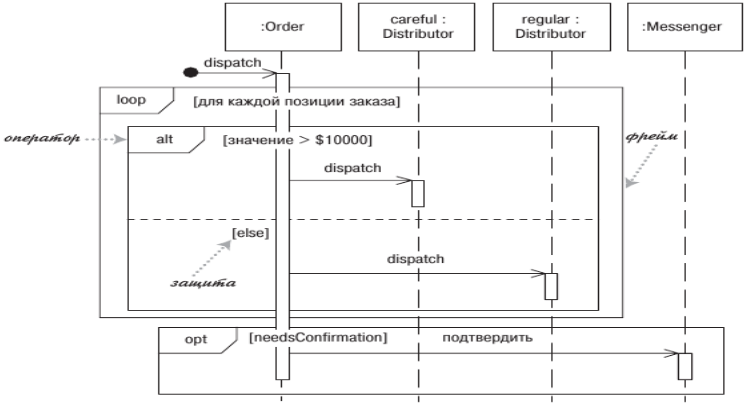 :Order
careful :
Distributor
regular :
Distributor
:Messenger
dispatch
loop
[для каждой позиции заказа]
оператор
alt
[значение > $10000]
фрейм
dispatch
[else]
защита
dispatch
opt
[needsConfirmation]
подтвердить